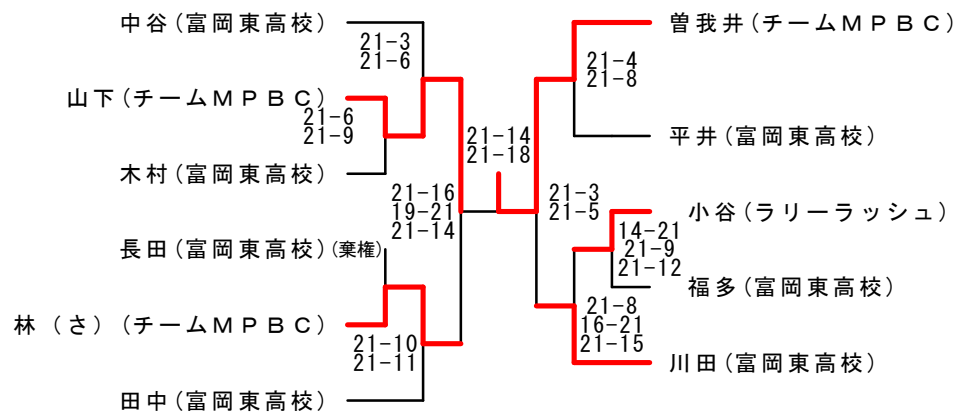 中谷(富岡東高校)
21-3
21-6
山下(チームＭＰＢＣ)
21-6
21-9
木村(富岡東高校)
21-16
19-21
21-14
長田(富岡東高校)(棄権)
林（さ）(チームＭＰＢＣ)
21-10
21-11
田中(富岡東高校)
21-14
21-18
曽我井(チームＭＰＢＣ)
21-4
21-8
平井(富岡東高校)
21-3
21-5
小谷(ラリーラッシュ)
14-21
21-9
21-12
福多(富岡東高校)
21-8
16-21
21-15
川田(富岡東高校)